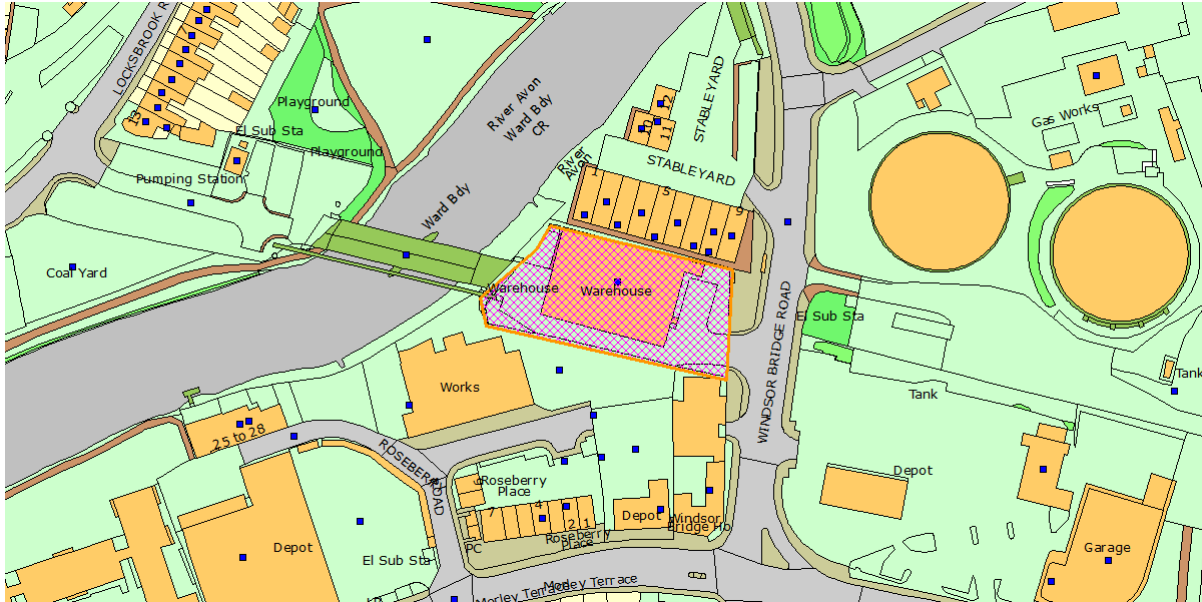 LOCKSBROOK R
13
Playground
El Sub Sta
Playground
Pumping Station
Coal Yard
River Avon
Ward Bdy
CR
Ward Bdy
River
Avon
STABLEYARD
12
10
11
STABLEYARD
1
5
9
Warehouse
Warehouse
WINDSOR BRIDGE ROAD
Gas Works
El Sub Sta
Tank
Tank
Depot
Garage
Works
25 to 28
ROSEBERRY ROAD
Roseberry
Place
9
7
4
2 1
Depot
Windsor
Bridge Ho
Roseberry
Place
PC
Depot
El Sub Sta
Morley Terrace
Morley Terrace